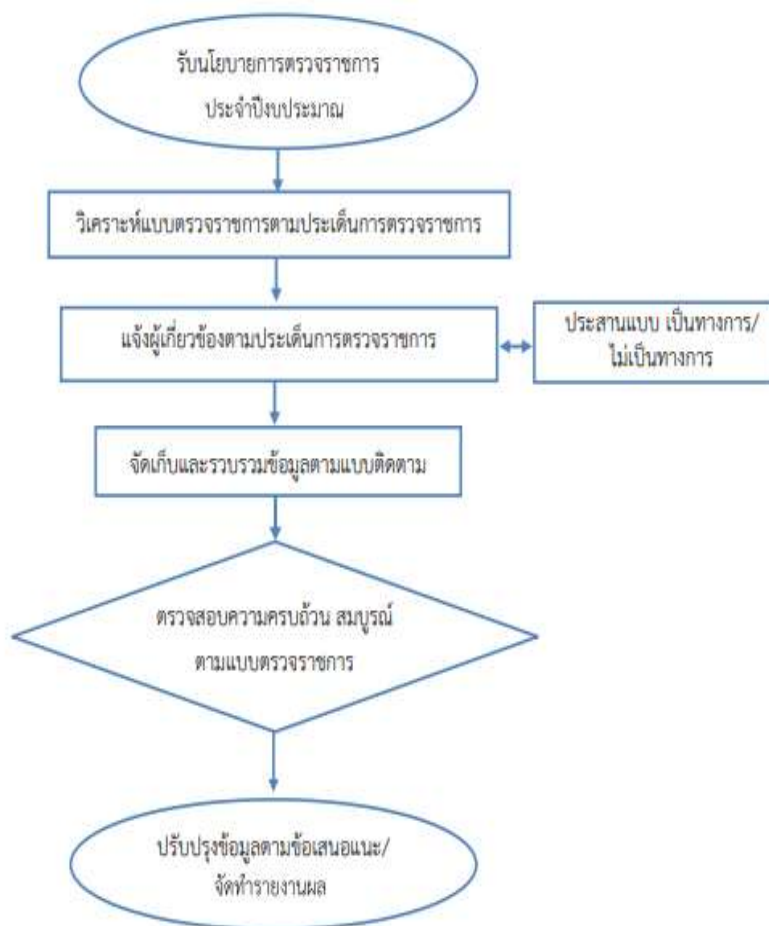 รับนโยบายการตรวจราชการ
ประจำปีงบประมาณ
วิเคราะห์แบบตรวจราชการตามประเด็นการตรวจราชการ
แจ้งผู้เกี่ยวข้องตามประเด็นการตรวจราชการ
ประสานแบบ เป็นทางการ/
ไม่เป็นทางการ
จัดเก็บและรวบรวมข้อมูลตามแบบติดตาม
ตรวจสอบความครบถ้วน สมบูรณ์
ตามแบบตรวจราชการ
ปรับปรุงข้อมูลตามข้อเสนอแนะ/
จัดทำรายงานผล